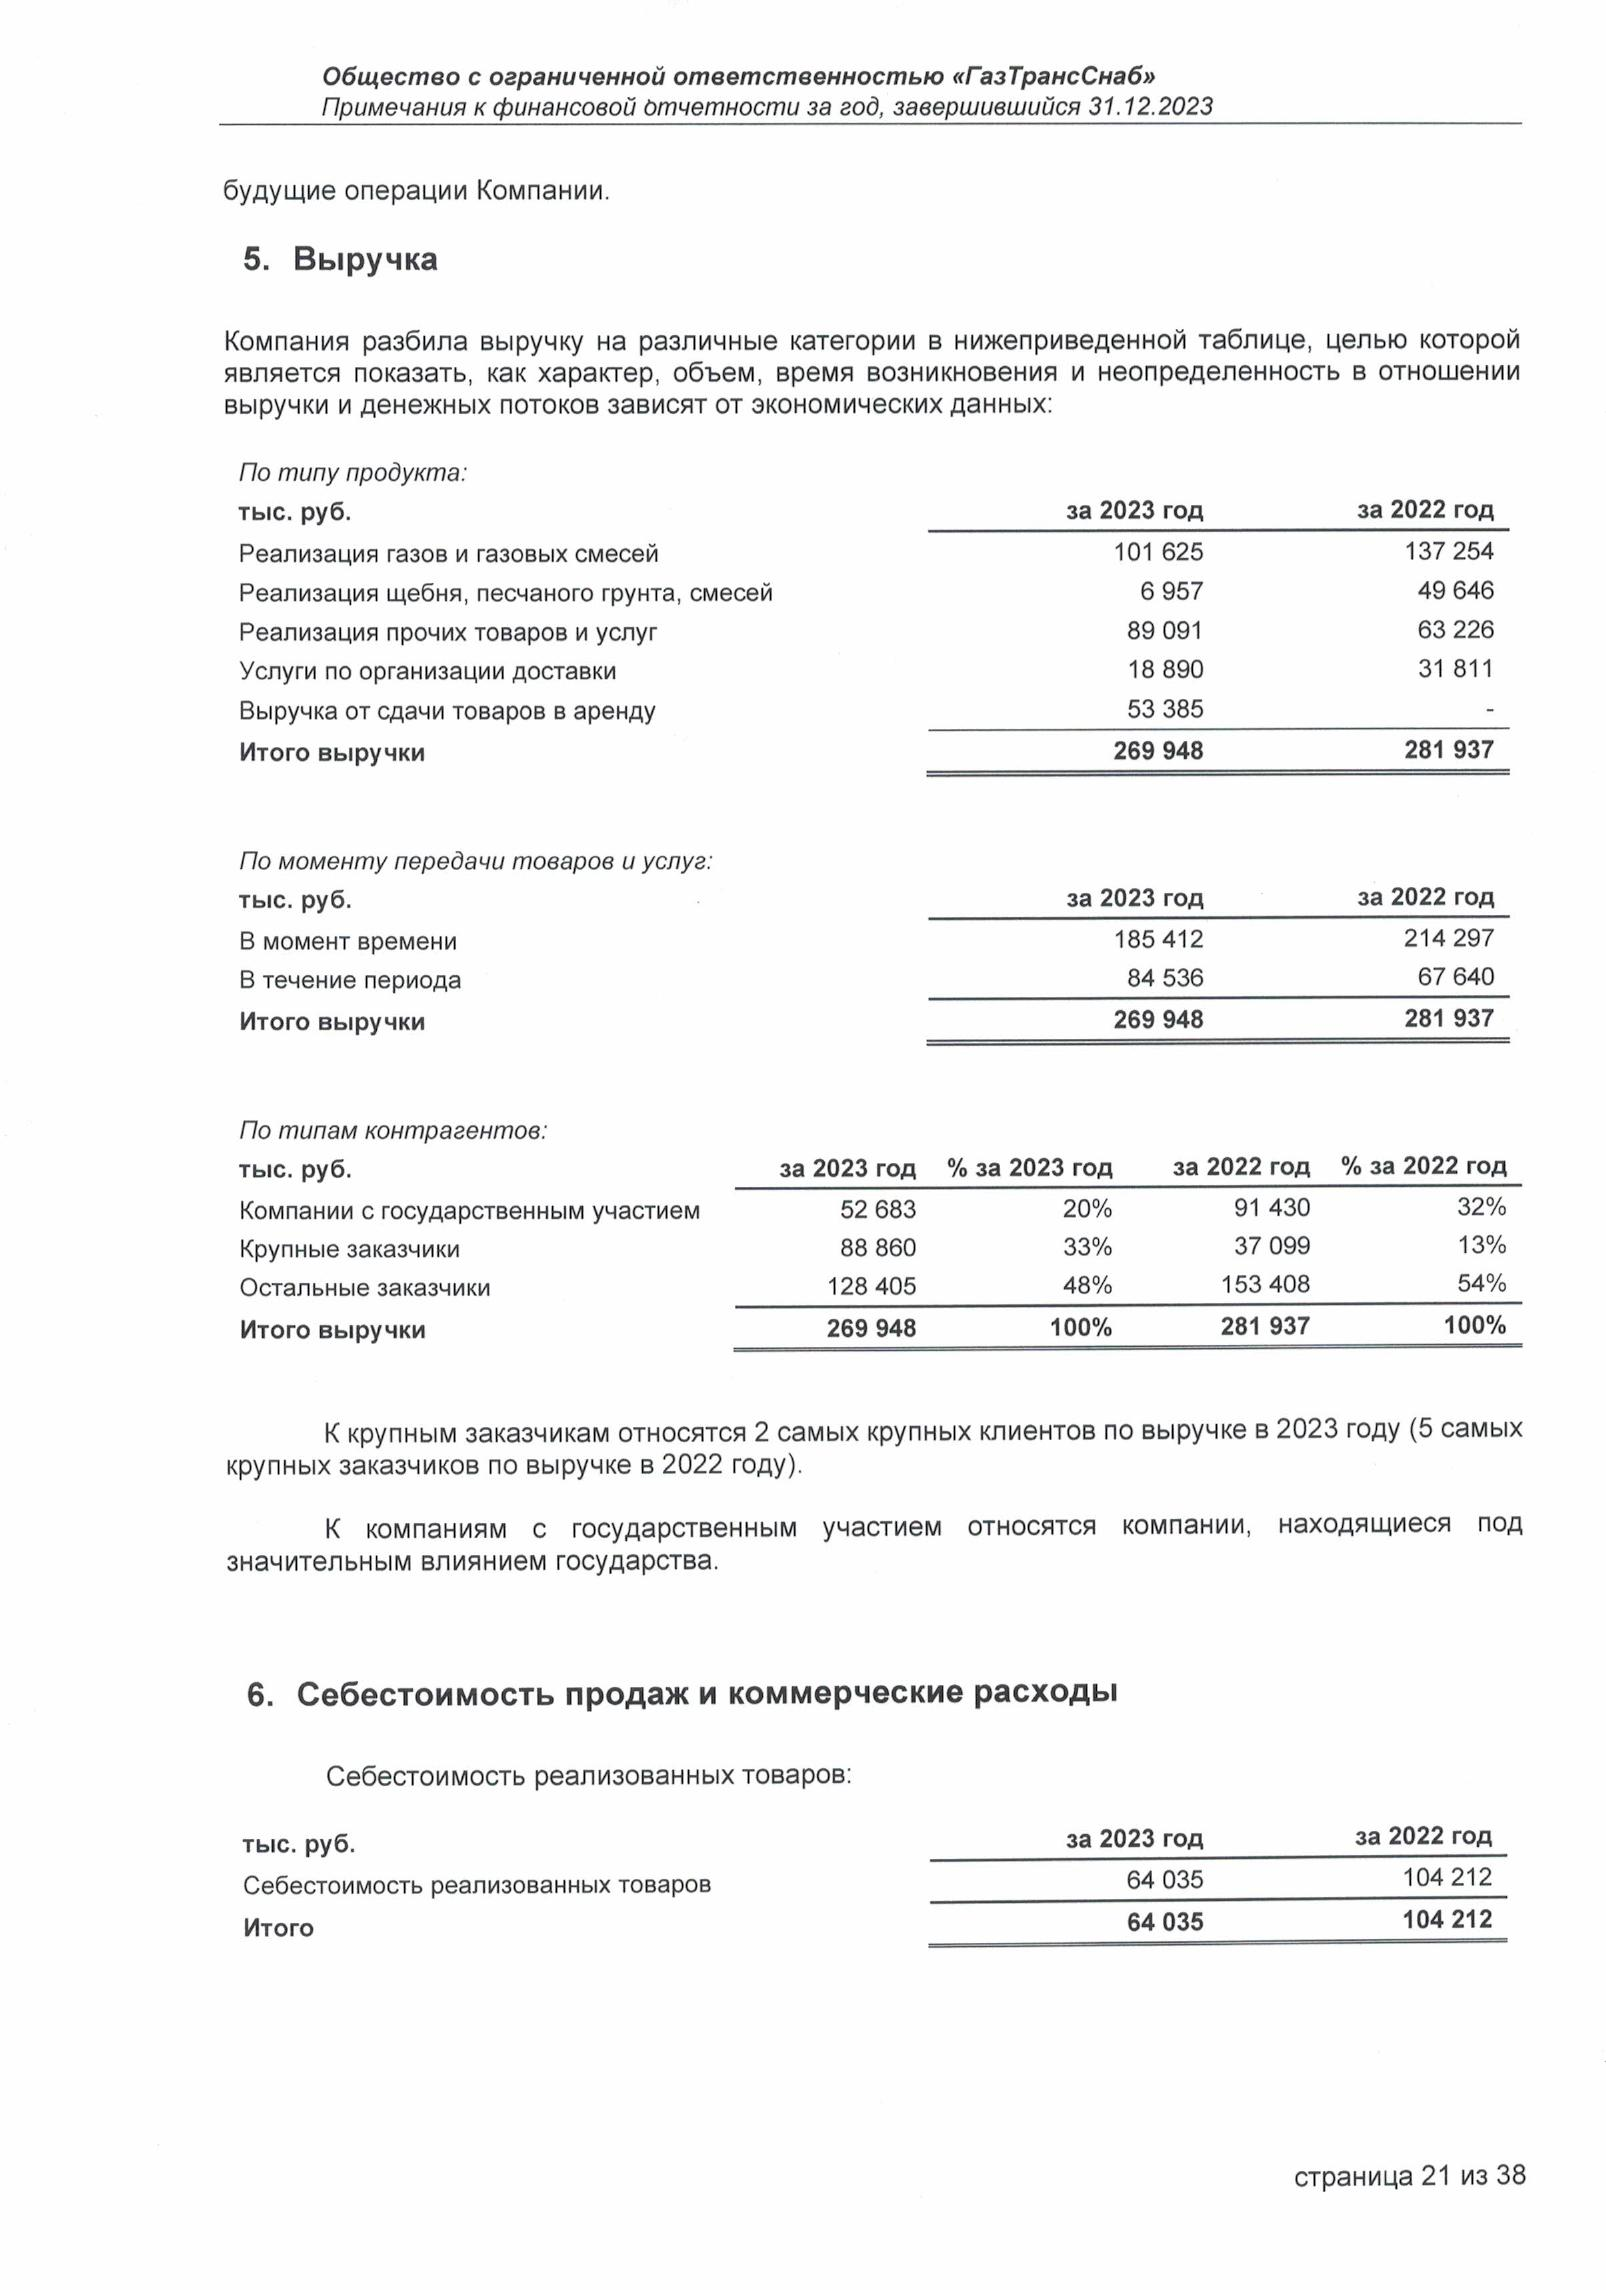 Общество с ограниченной ответственностью «ГазТрансСнаб»
Примечания к финансовой отчетности за год, завершившийся 31.12.2023
будущие операции Компании.
5. Выручка
Компания разбила выручку на различные категории в нижеприведенной таблице, целью которой
является показать, как характер, объем, время возникновения и неопределенность в отношении
выручки и денежных потоков зависят от экономических данных:
По типу продукта:
тыс. руб. за 2023 год за 2022 год
Реализация газов и газовых смесей 101 625 137 254
Реализация щебня, песчаного грунта, смесей 6 957 49 646
Реализация прочих товаров и услуг 89 091 63 226
Услуги по организации доставки 18 890 31 811
Выручка от сдачи товаров в аренду 53 385 -
Итого выручки 269 948 281 937
По моменту передачи товаров и услуг:
тыс. руб. за 2023 год за 2022 год
В момент времени 185 412 214 297
В течение периода 84 536 67 640
Итого выручки 269 948 281 937
По типам контрагентов:
тыс. руб. за 2023 год % за 2023 год за 2022 год % за 2022 год
Компании с государственным участием 52 683 20% 91 430 32%
Крупные заказчики 88 860 33% 37 099 13%
Остальные заказчики 128 405 48% 153 408 54%
Итого выручки 269 948 100% 281 937 100%
К крупным заказчикам относятся 2 самых крупных клиентов по выручке в 2023 году (5 самых
крупных заказчиков по выручке в 2022 году).
К компаниям с государственным участием относятся компании, находящиеся под
значительным влиянием государства.
6. Себестоимость продаж и коммерческие расходы
Себестоимость реализованных товаров:
тыс. руб. за 2023 год за 2022 год
Себестоимость реализованных товаров 64 035 104 212
Итого 64 035 104 212
страница 21 из 38